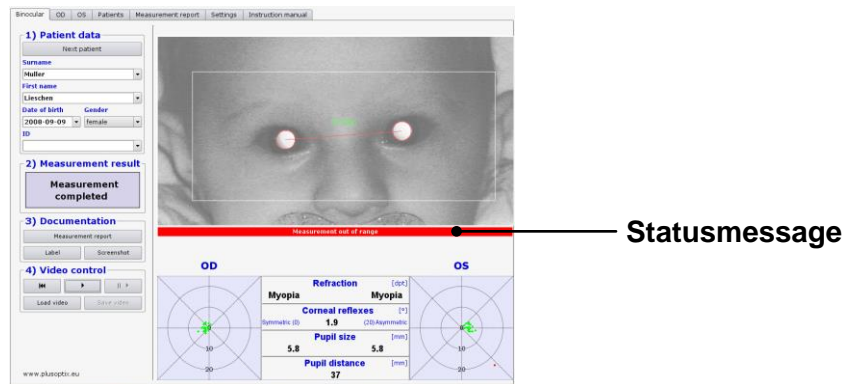 Binocular OD OS Patients Measurement report Settings Instruction manual
1) Patient data
Next patient
Surname
Muller
First name
Lieschen
Date of birth Gender
2008-09-09 female
ID
2) Measurement result
Measurement
completed
3) Documentation
Measurement report
Label Screenshot
4) Video control
Load video Save video
www.plusoptix.eu
Measurement out of range
Statusmessage
OD OS
Refraction [dpt]
Myopia Myopia
Corneal reflexes [°]
Symmetric (0) 1.9 (20) Asymmetric
Pupil size [mm]
5.8 5.8
Pupil distance [mm]
37
0 10 20
0 10 20